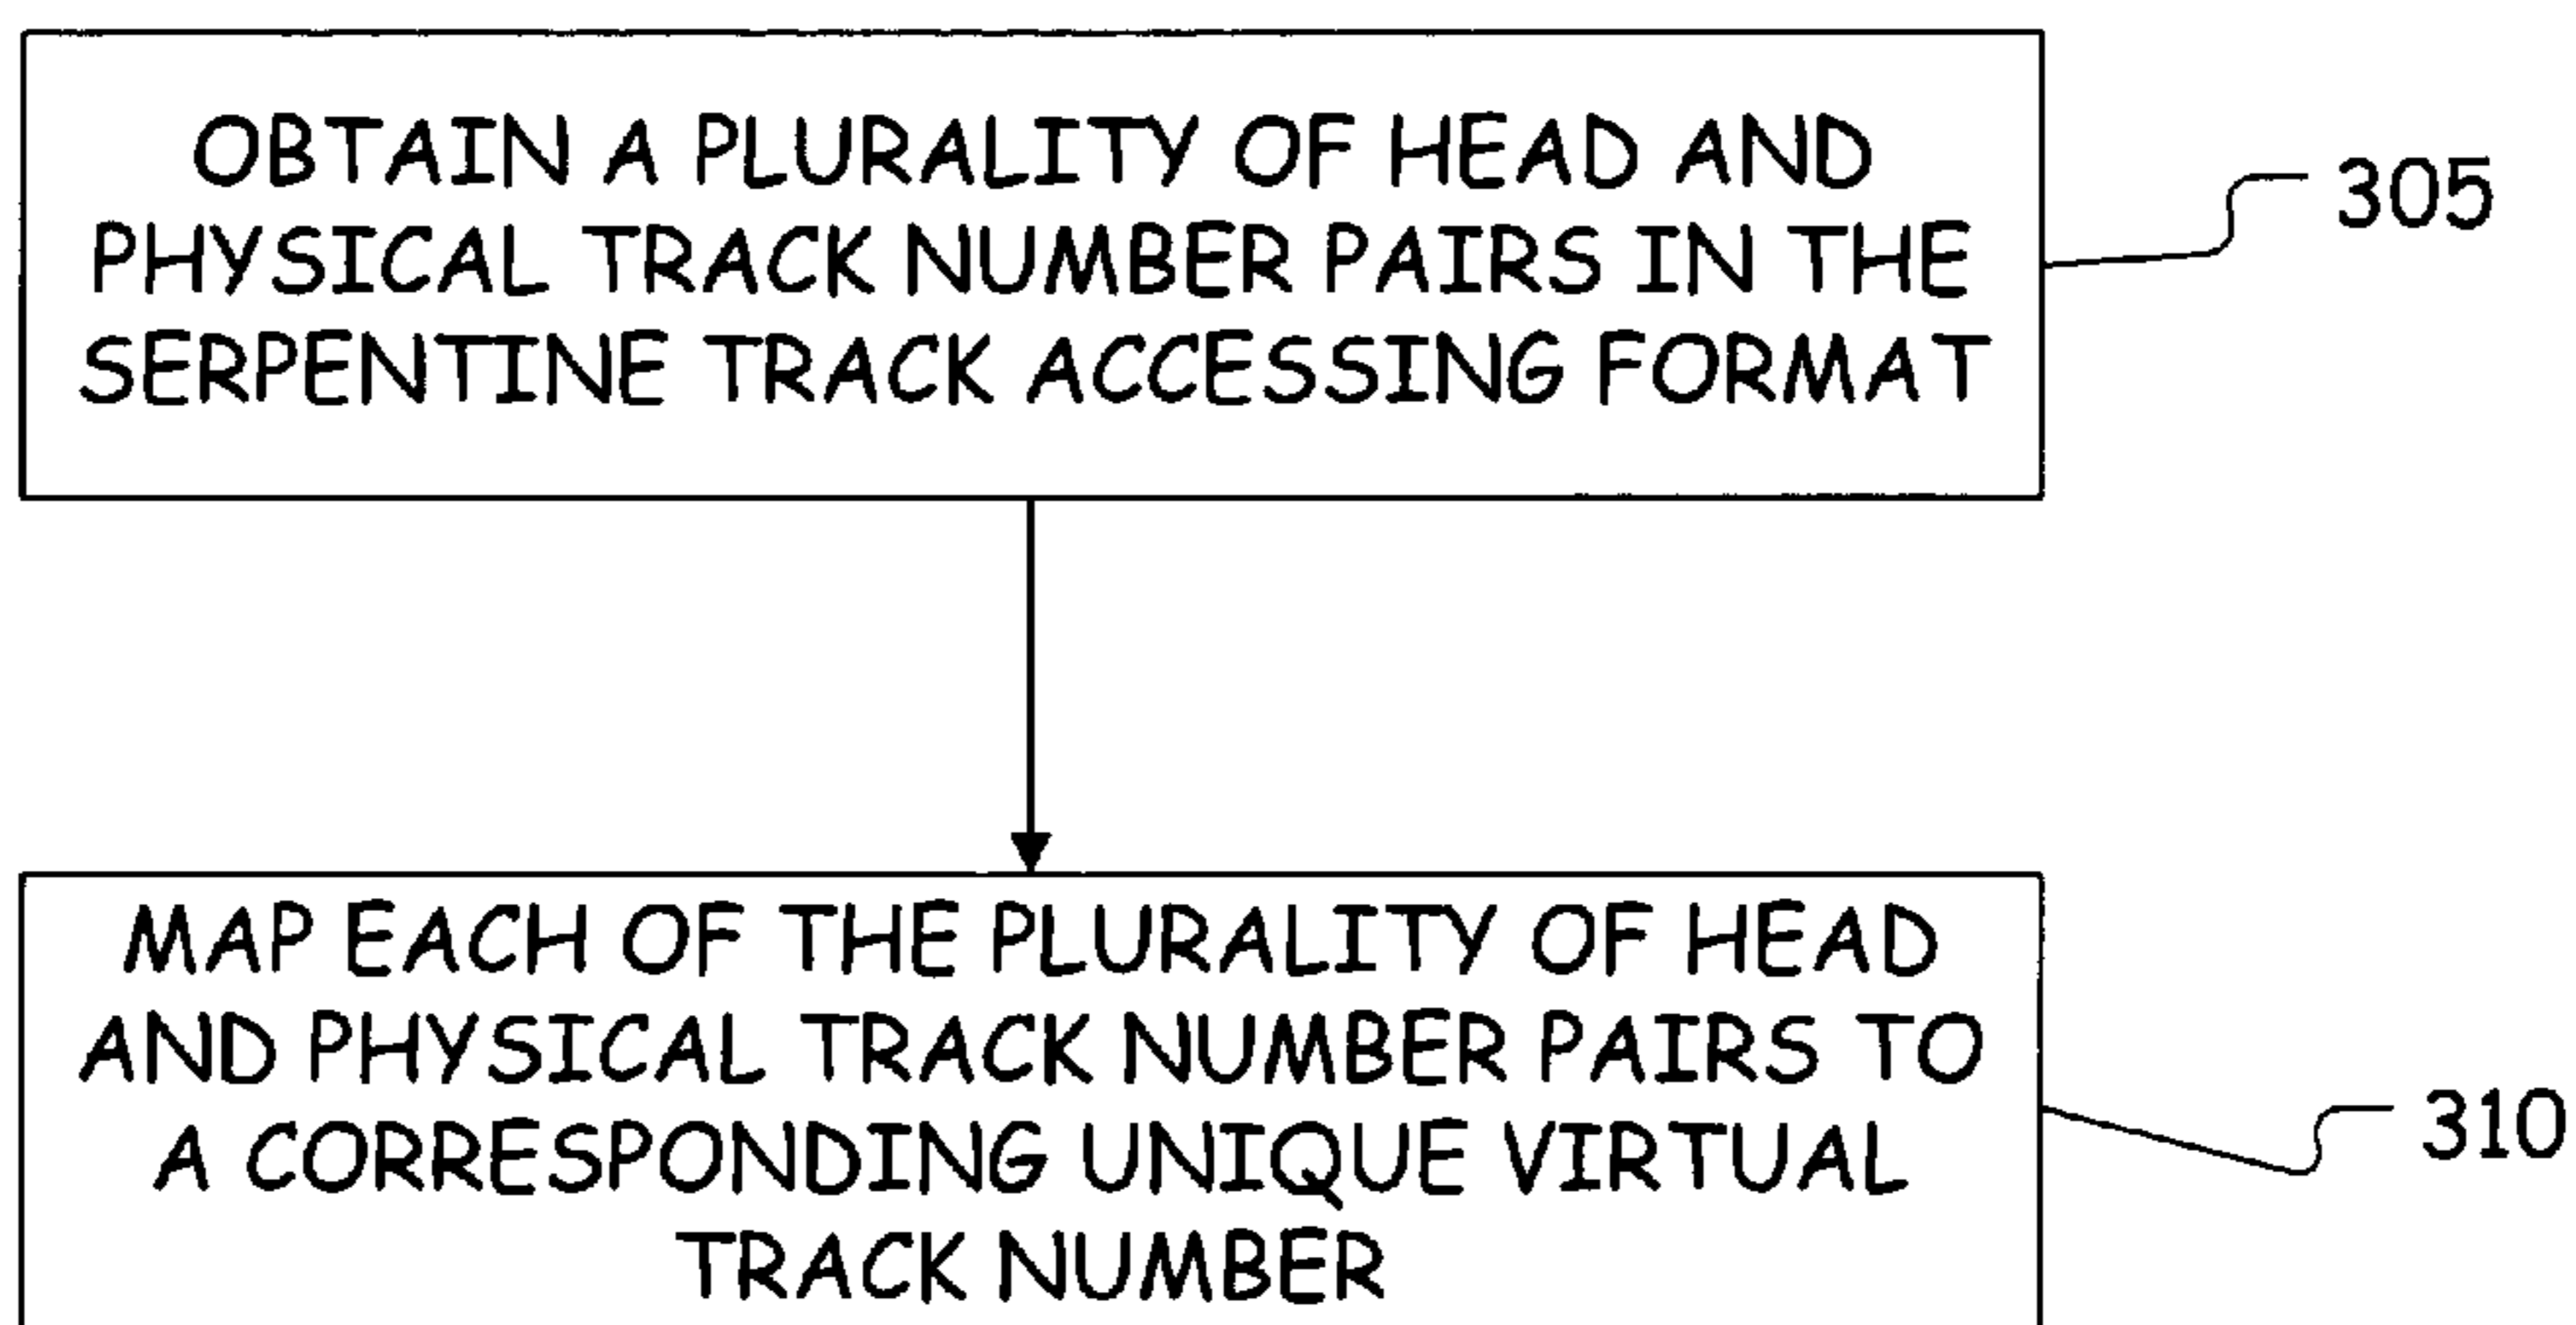 OBTAIN A PLURALITY OF HEAD AND
PHYSICAL TRACK NUMBER PAIRS IN THE
SERPENTINE TRACK ACCESSING FORMAT
305
MAP EACH OF THE PLURALITY OF HEAD
AND PHYSICAL TRACK NUMBER PAIRS TO
A CORRESPONDING UNIQUE VIRTUAL
TRACK NUMBER
310